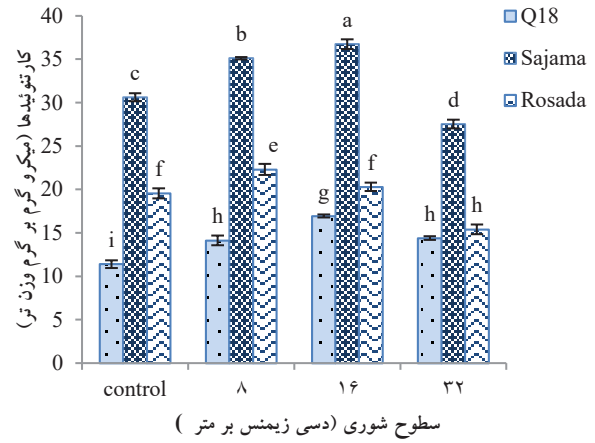 40
35
30
25
20
15
10
5
0
کارتنوئیدها (میکرو گرم بر گرم وزن تر)
i
c
f
h
b
e
g
a
f
h
d
h
control
۸
۱۶
۳۲
سطوح شوری (دسی زیمنس بر متر )
Q18
Sajama
Rosada